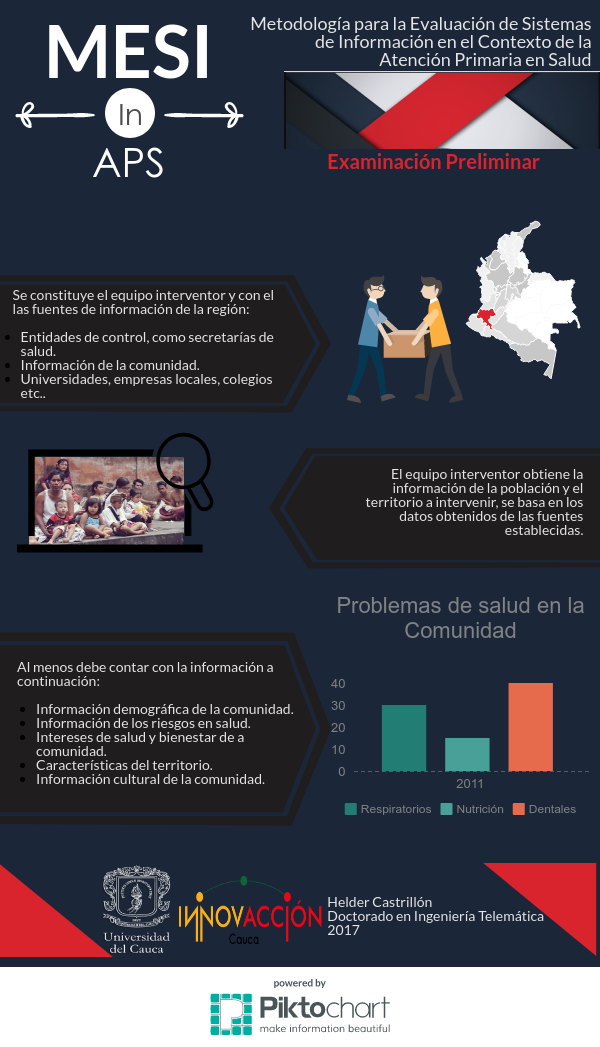 MESI
In
APS
Metodología para la Evaluación de Sistemas
de Información en el Contexto de la
Atención Primaria en Salud
Examinación Preliminar
Se constituye el equipo interventor y con el
las fuentes de información de la región:
Entidades de control, como secretarías de
salud.
Información de la comunidad.
Universidades, empresas locales, colegios
etc..
El equipo interventor obtiene la
información de la población y el
territorio a intervenir, se basa en los
datos obtenidos de las fuentes
establecidas.
Al menos debe contar con la información a
continuación:
Información demográfica de la comunidad.
Información de los riesgos en salud.
Intereses de salud y bienestar de a
comunidad.
Características del territorio.
Información cultural de la comunidad.
Problemas de salud en la
Comunidad
40
30
20
10
0
2011
Respiratorios Nutrición Dentales
Universidad
del Cauca
INNOVACCIÓN
Cauca
Helder Castrillón
Doctorado en Ingeniería Telemática
2017
powered by
Piktochart
make information beautiful